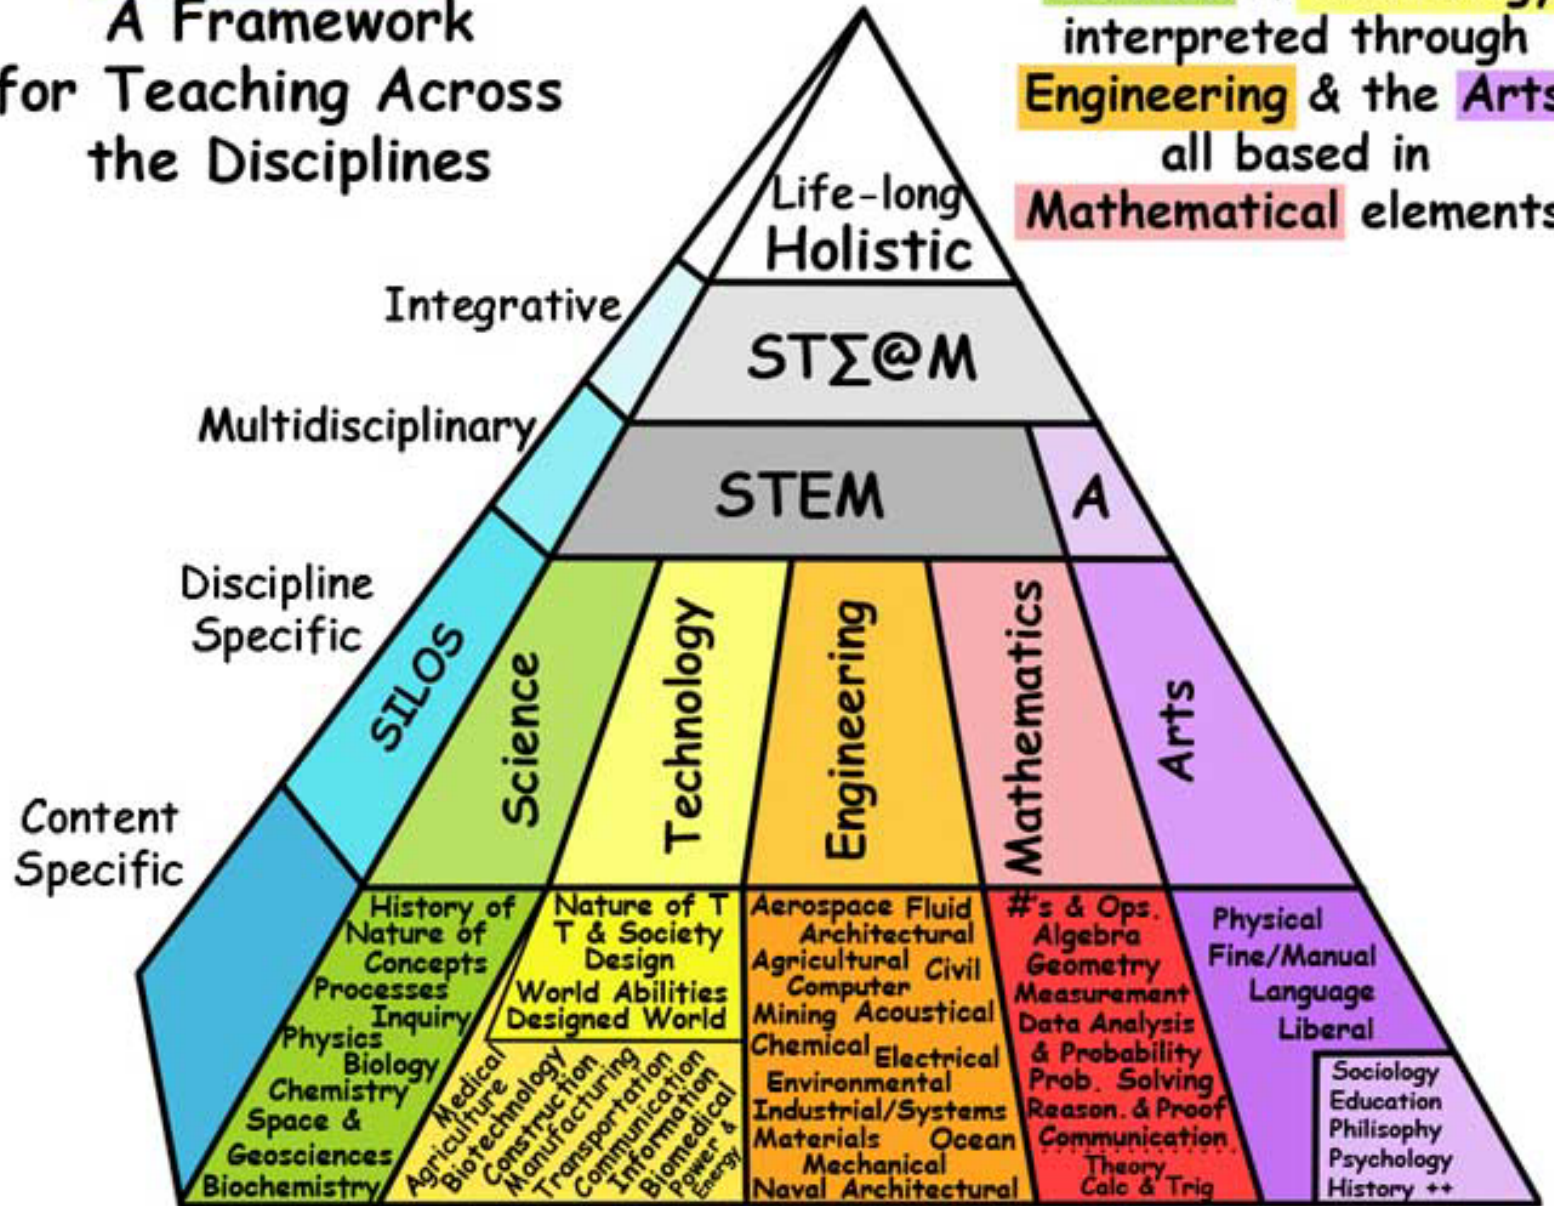 A Framework
for Teaching Across
the Disciplines
interpreted through
Engineering & the Arts
all based in
Mathematical elements
Life-long
Holistic
Integrative
STΣ@M
Multidisciplinary
STEM
A
Discipline
Specific
SILOS
Science
Technology
Engineering
Mathematics
Arts
Content
Specific
History of
Nature of
Concepts
Processes
Inquiry
Physics
Biology
Chemistry
Space &
Geosciences
Biochemistry
Nature of T
T & Society
Design
World Abilities
Designed World
Medical
Agriculture
Biotechnology
Construction
Manufacturing
Transportation
Communication
Information
Biomedical
Power &
Energy
Aerospace Fluid
Architectural
Agricultural Civil
Computer
Mining Acoustical
Chemical Electrical
Environmental
Industrial/Systems
Materials Ocean
Mechanical
Naval Architectural
#'s & Ops.
Algebra
Geometry
Measurement
Data Analysis
& Probability
Prob. Solving
Reason. & Proof
Communication
Theory
Calc & Trig
Physical
Fine/Manual
Language
Liberal
Sociology
Education
Philisophy
Psychology
History ++